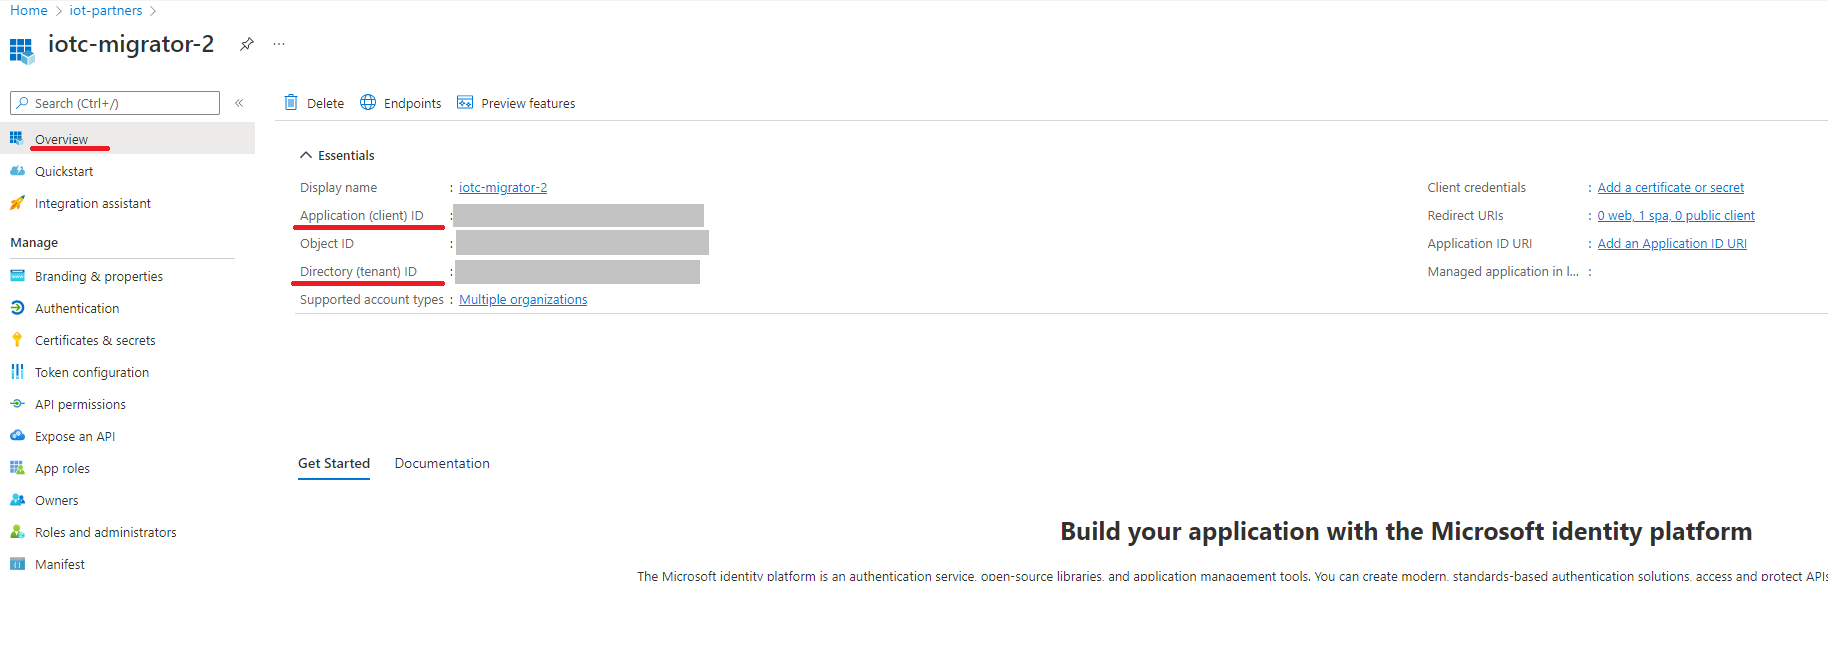 Home > iot-partners >
iotc-migrator-2 ...
Search (Ctrl+/) «
Overview
Quickstart
Integration assistant
Manage
Branding & properties
Authentication
Certificates & secrets
Token configuration
API permissions
Expose an API
App roles
Owners
Roles and administrators
Manifest
Delete Endpoints Preview features
Essentials
Display name : iotc-migrator-2
Application (client) ID :
Object ID :
Directory (tenant) ID :
Supported account types : Multiple organizations
Client credentials : Add a certificate or secret
Redirect URIs : 0 web, 1 spa, 0 public client
Application ID URI : Add an Application ID URI
Managed application in l... :
Get Started Documentation
Build your application with the Microsoft identity platform
The Microsoft identity platform is an authentication service, open-source libraries, and application management tools. You can create modern, standards-based authentication solutions, access and protect APIs